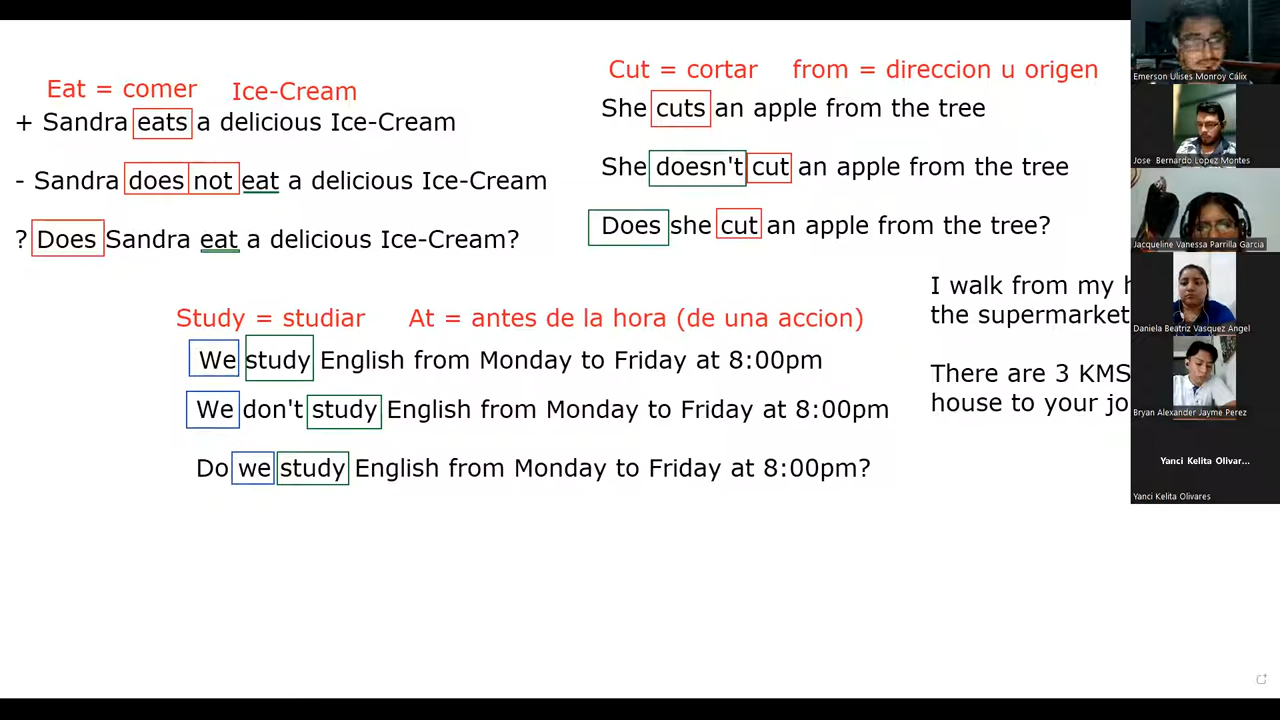 Eat = comer Ice-Cream
+ Sandra eats a delicious Ice-Cream
- Sandra does not eat a delicious Ice-Cream
? Does Sandra eat a delicious Ice-Cream?
Cut = cortar from = direccion u origen
She cuts an apple from the tree
She doesn't cut an apple from the tree
Does she cut an apple from the tree?
I walk from my
the supermarket
There are 3 KMS
house to your
Study = studiar At = antes de la hora (de una accion)
We study English from Monday to Friday at 8:00pm
We don't study English from Monday to Friday at 8:00pm
Do we study English from Monday to Friday at 8:00pm?
Emerson Ulises Monroy Cálix
Jose Bernardo Lopez Montes
Jacqueline Vanessa Parrilla Garcia
Daniela Beatriz Vasquez Angel
Bryan Alexander Jayme Perez
Yanci Kelita Olivar...
Yanci Kelita Olivares